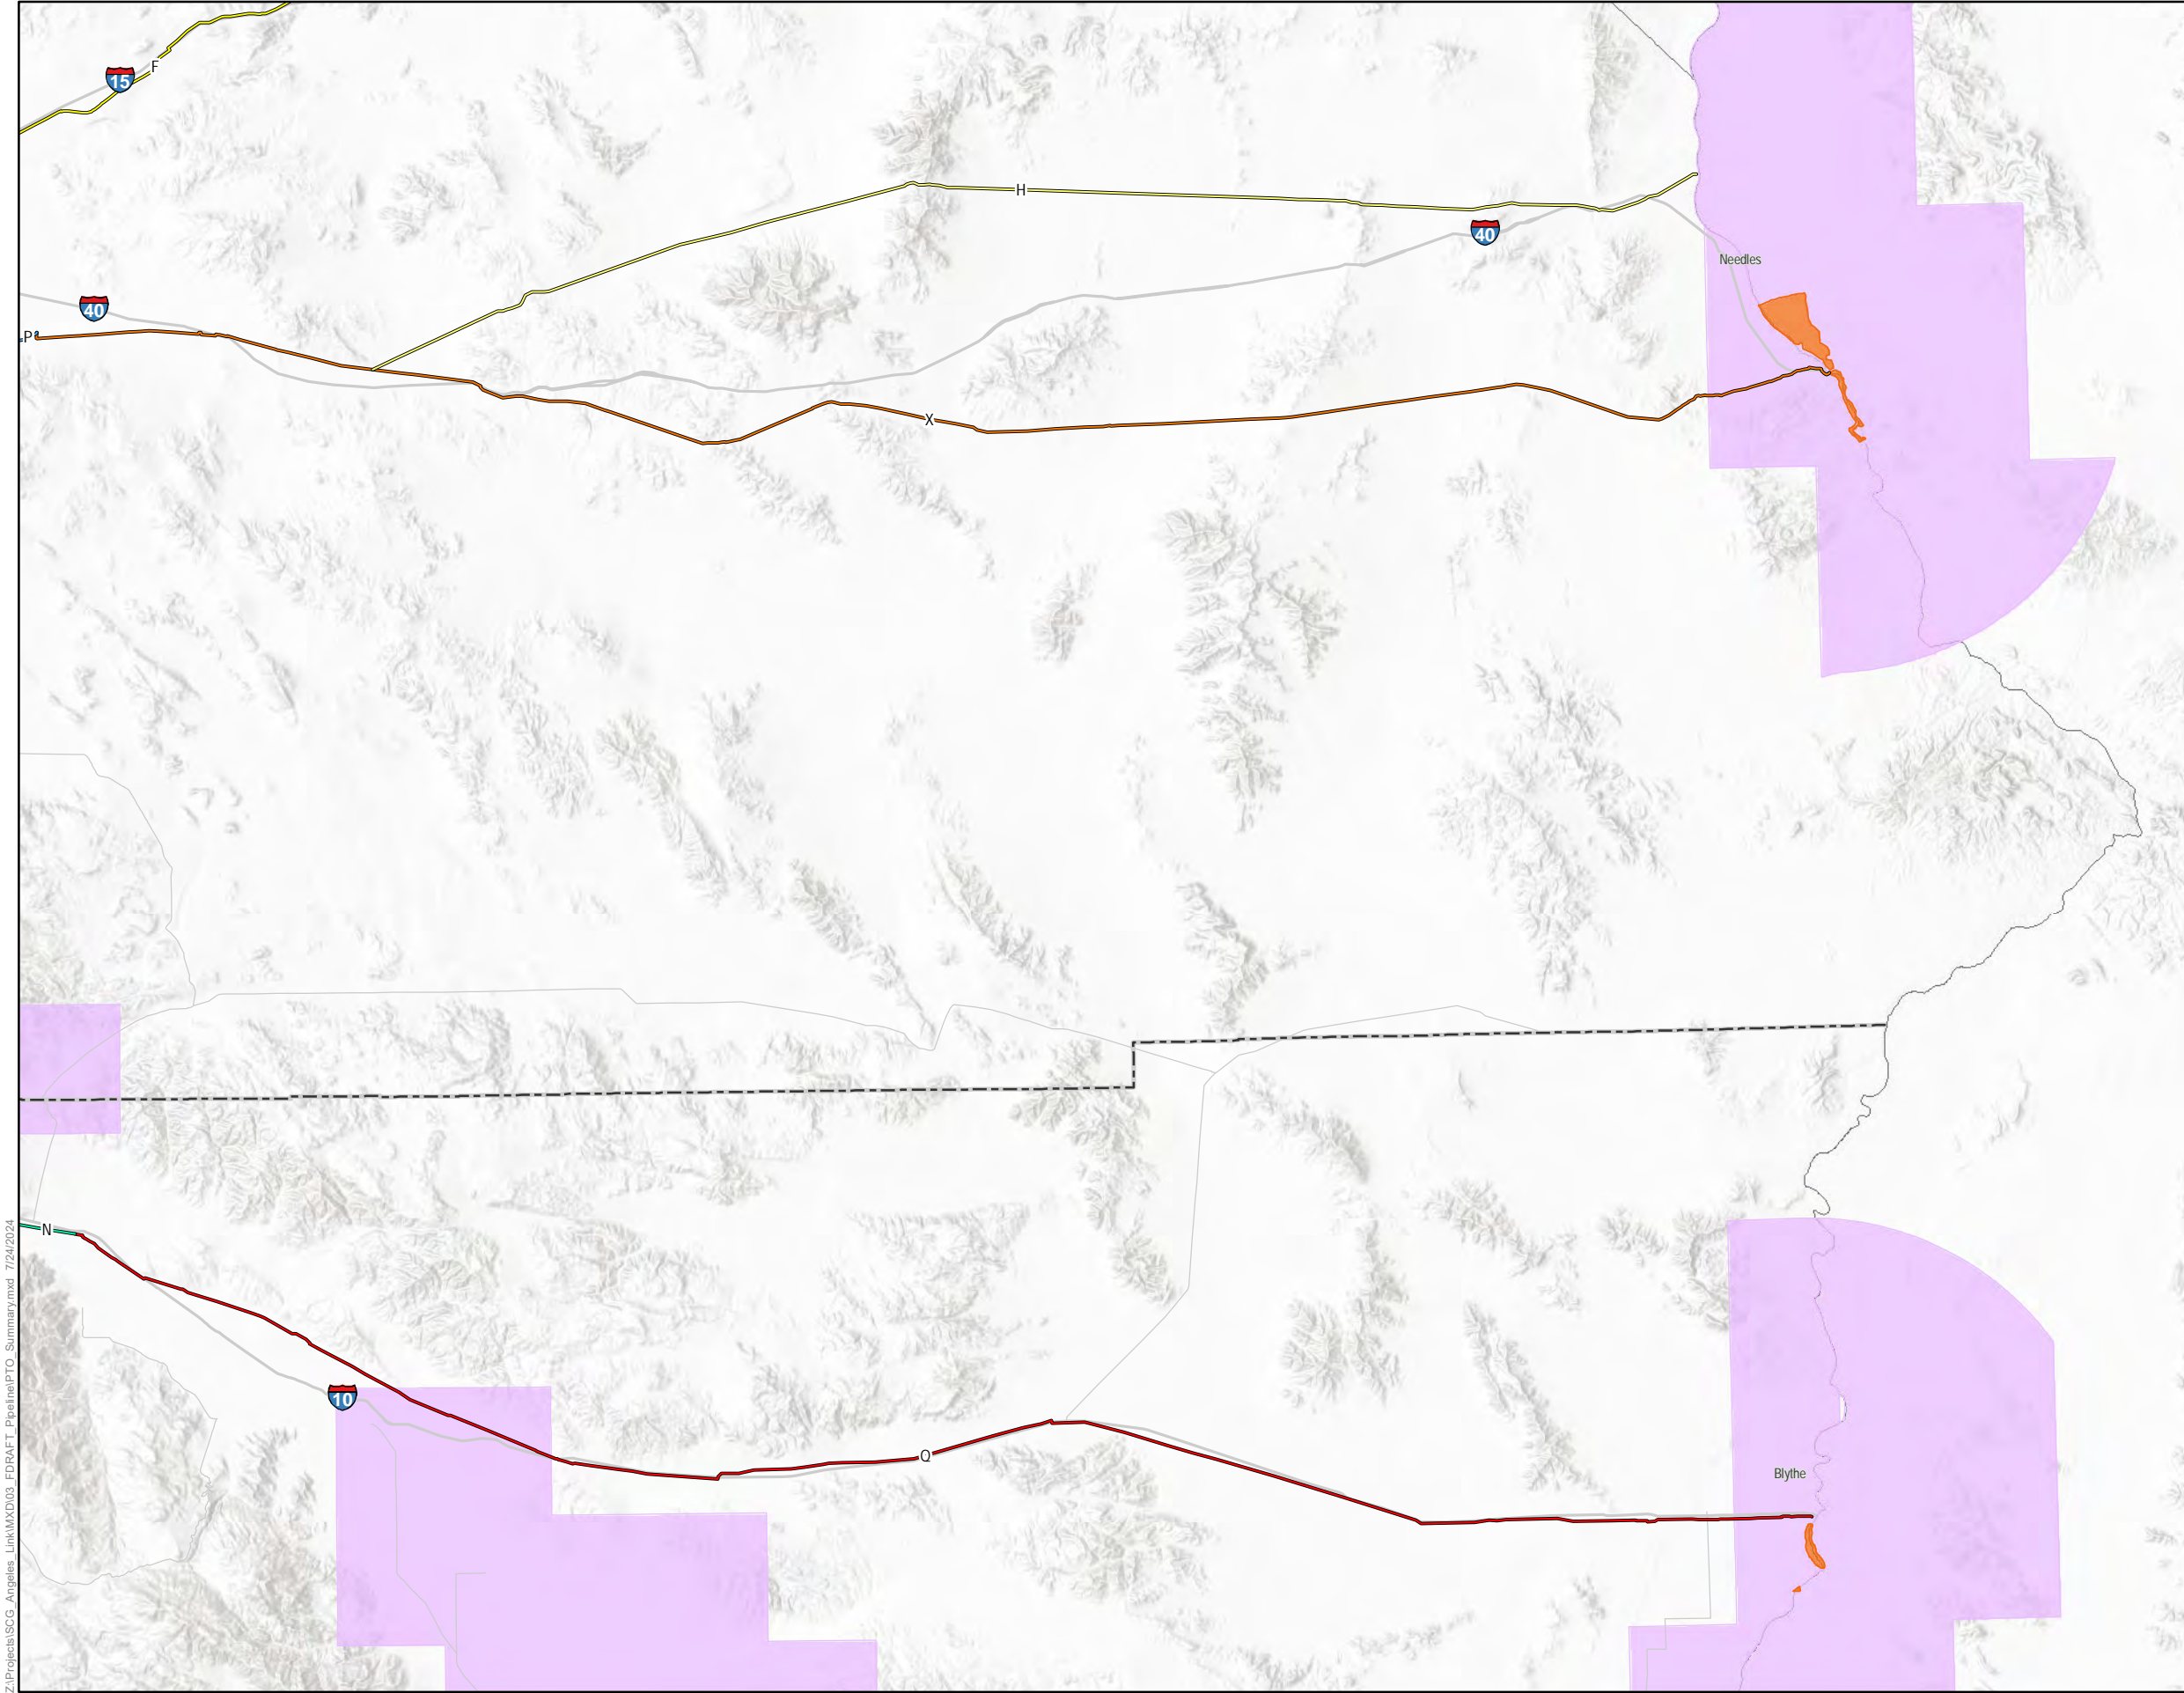 F
15
H
40
Needles
40
P
X
N
10
Q
Blythe
Z:\Projects\SCG_Angeles_Link\MXD\03_FDRAFT_Pipeline\PTO_Summary.mxd 7/24/2024